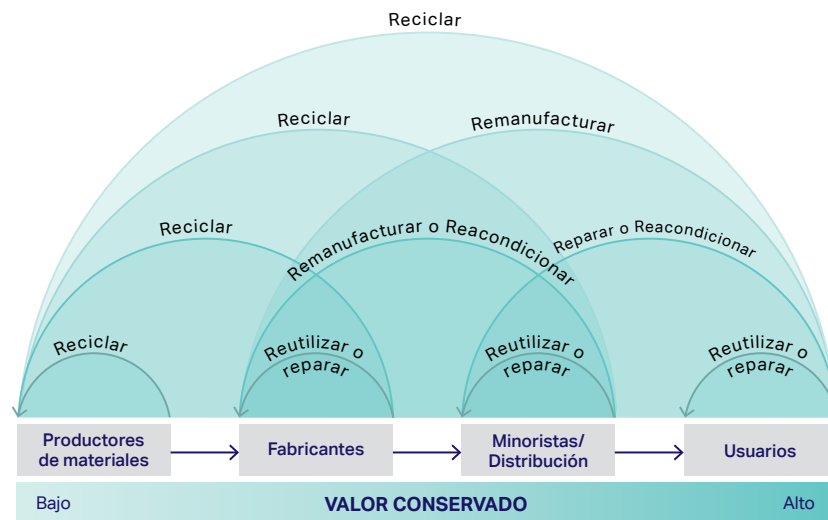 Reciclar
Reciclar
Remanufacturar
Reciclar
Remanufacturar o Reacondicionar
Reparar o Reacondicionar
Reciclar
Reutilizar o
reparar
Reutilizar o
reparar
Reutilizar o
reparar
Productores
de materiales
Fabricantes
Minoristas/
Distribución
Usuarios
Bajo
VALOR CONSERVADO
Alto